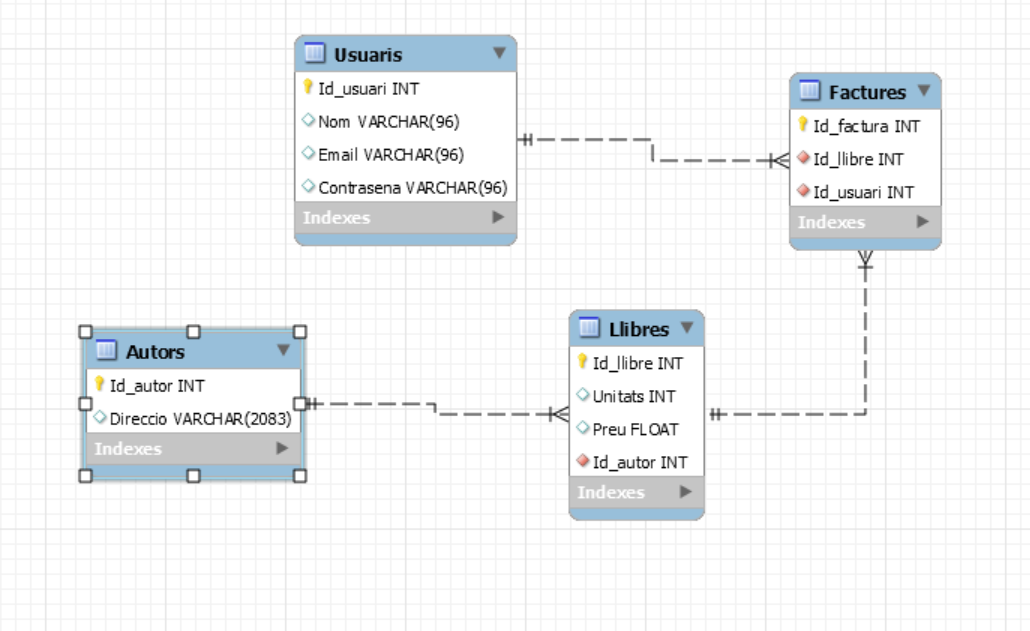 Usuaris
Id_usuari INT
Nom VARCHAR(96)
Email VARCHAR(96)
Contrasena VARCHAR(96)
Indexes
Factures
Id_factura INT
Id_llibre INT
Id_usuari INT
Indexes
Autors
Id_autor INT
Direccio VARCHAR(2083)
Indexes
Llibres
Id_llibre INT
Unitats INT
Preu FLOAT
Id_autor INT
Indexes